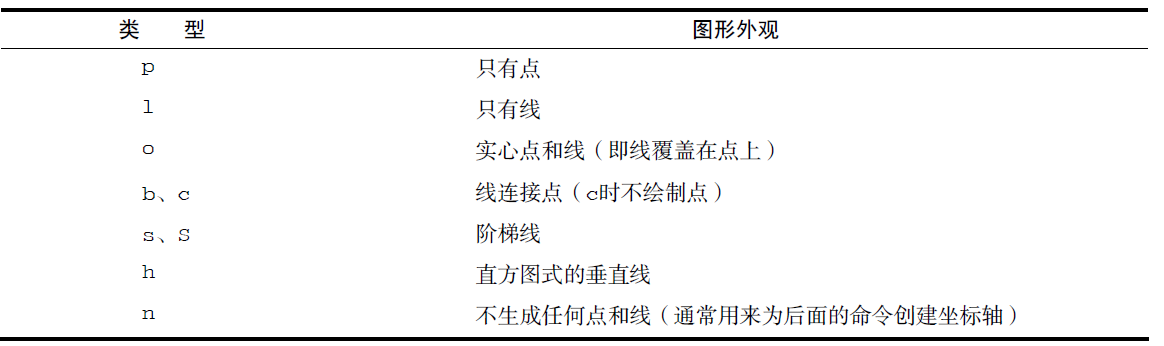 类 型 图形外观
p 只有点
l 只有线
o 实心点和线（即线覆盖在点上）
b、c 线连接点（c时不绘制点）
s、S 阶梯线
h 直方图式的垂直线
n 不生成任何点和线（通常用来为后面的命令创建坐标轴）